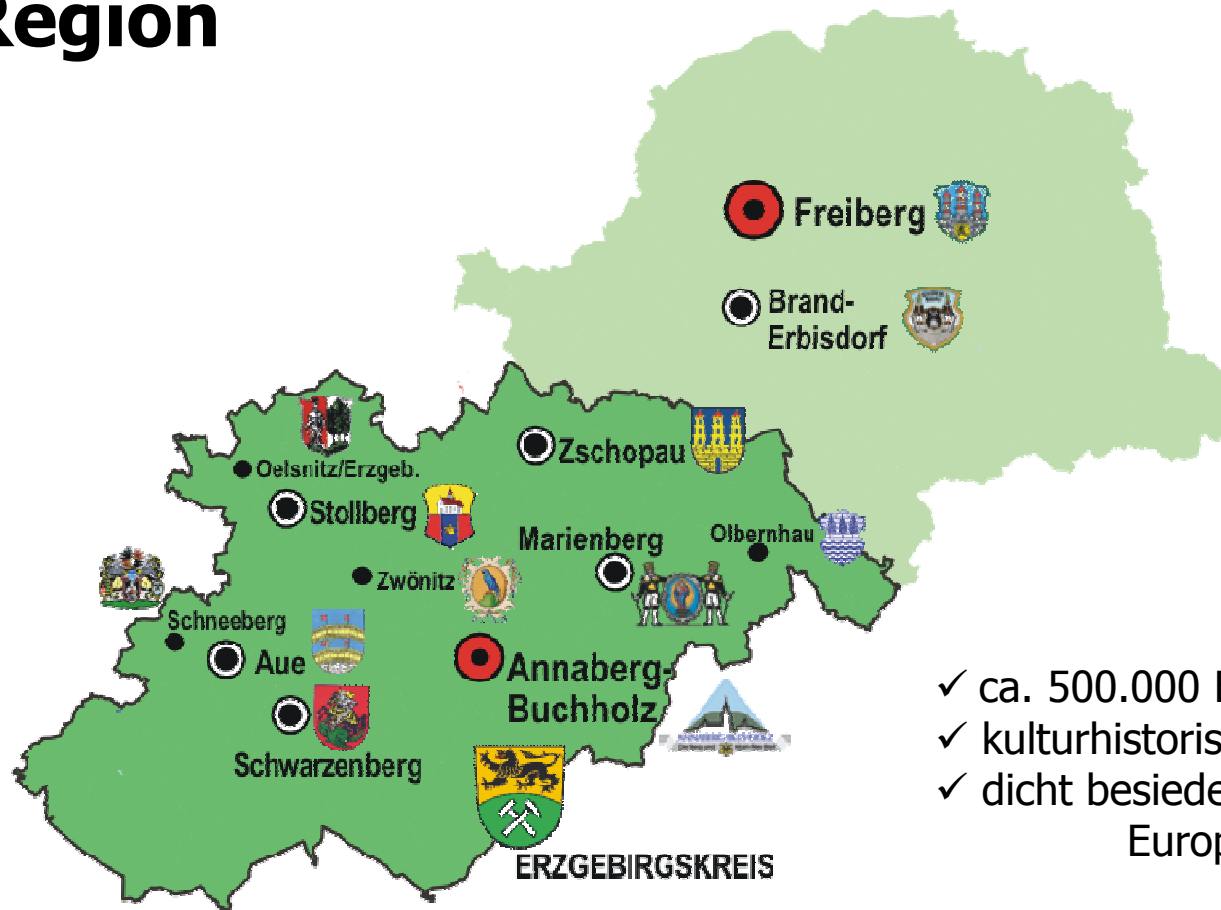 Region
Freiberg
Brand-
Erbisdorf
Zschopau
Oelsnitz/Erzgeb.
Stollberg
Marienberg
Olbernhau
Zwönitz
Schneeberg
Aue
Annaberg-
Buchholz
Schwarzenberg
ERZGEBIRGSKREIS
✓ ca. 500.000
✓ kulturhistoris
✓ dicht besiede
Europ